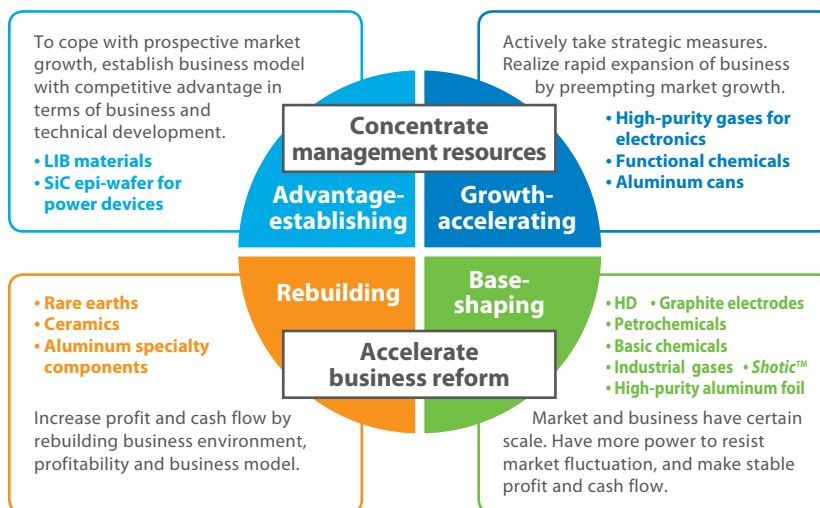 To cope with prospective market
growth, establish business model
with competitive advantage in
terms of business and
technical development.
• LIB materials
• SiC epi-wafer for
power devices
Actively take strategic measures.
Realize rapid expansion of business
by preempting market growth.
• High-purity gases for
electronics
• Functional chemicals
• Aluminum cans
Concentrate
management resources
Advantage-
establishing
Growth-
accelerating
Rebuilding
Base-
shaping
Accelerate
business reform
• Rare earths
• Ceramics
• Aluminum specialty
components
Increase profit and cash flow by
rebuilding business environment,
profitability and business model.
• HD • Graphite electrodes
• Petrochemicals
• Basic chemicals
• Industrial gases • Shotic™
• High-purity aluminum foil
Market and business have certain
scale. Have more power to resist
market fluctuation, and make stable
profit and cash flow.